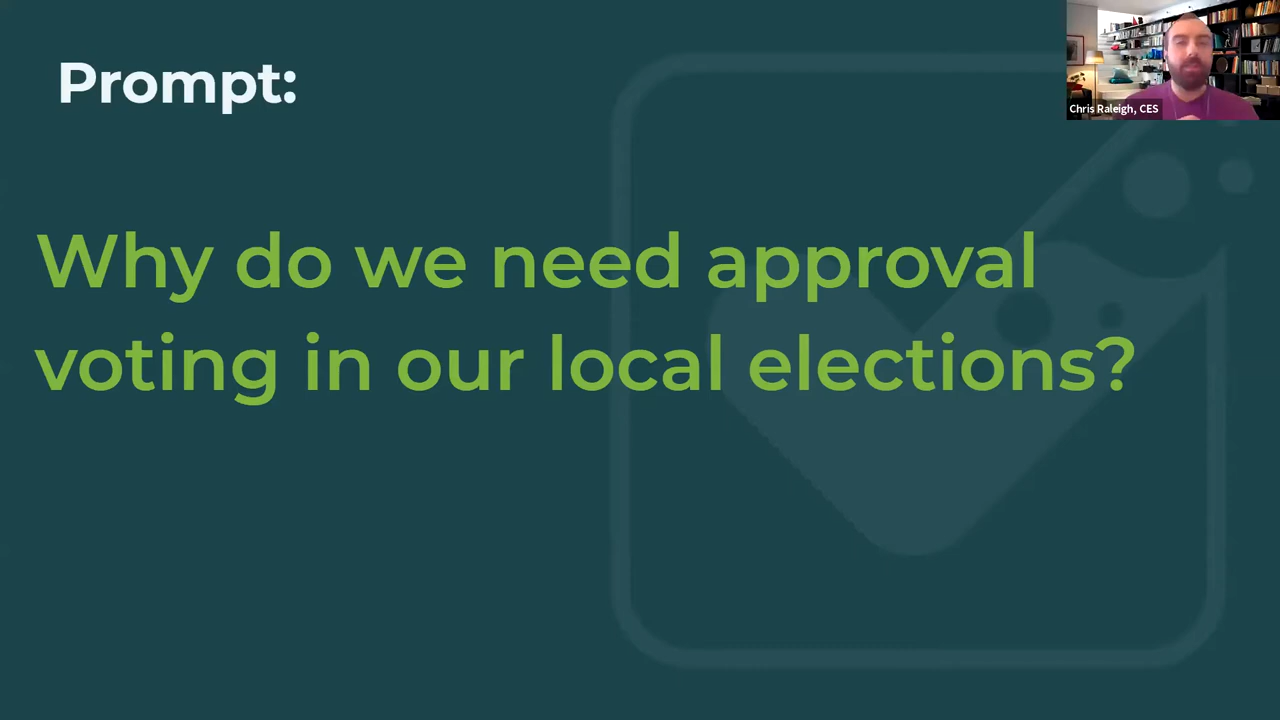 Prompt:
Chris Raleigh, CES
Why do we need approval
voting in our local elections?